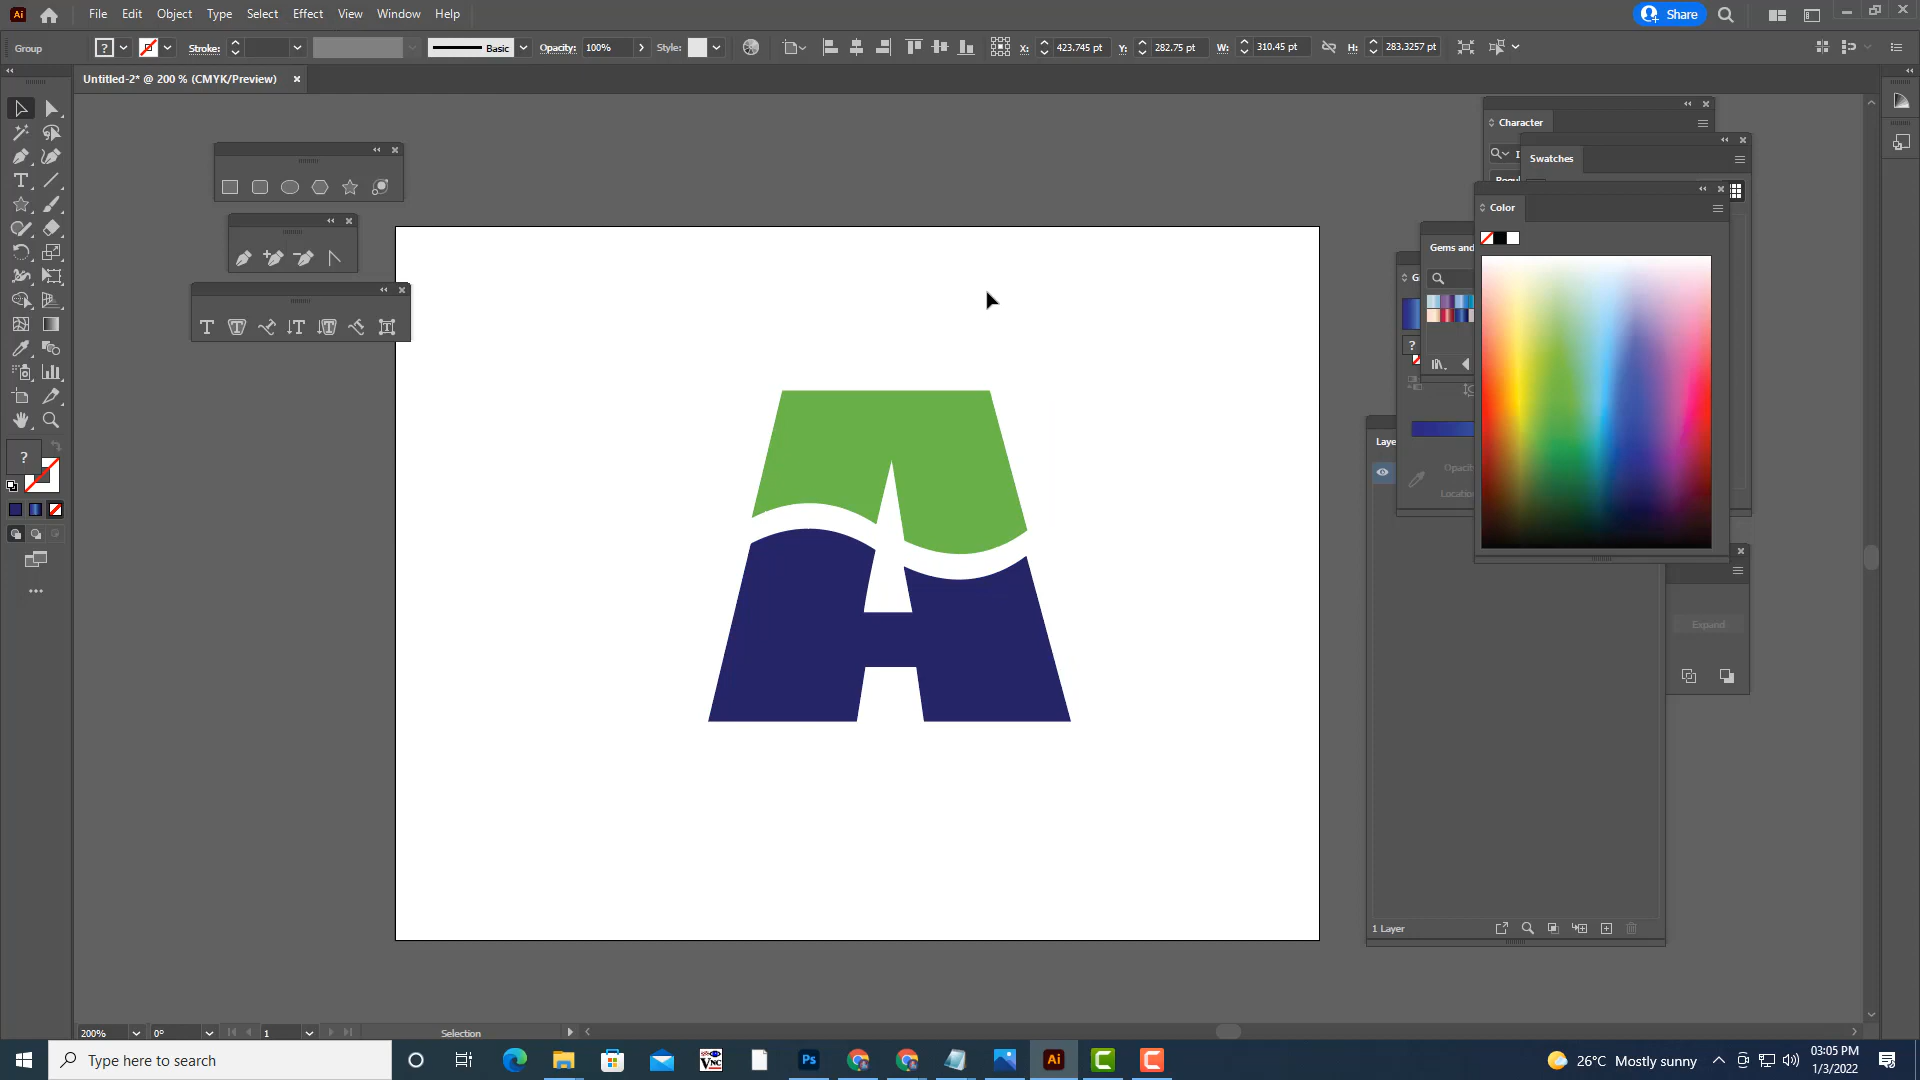 Ai File Edit Object Type Select Effect View Window Help Share
Group ? Stroke: Basic Opacity: 100% Style: X: 423.745 pt Y: 282.75 pt W: 310.45 pt H: 283.3257 pt
Untitled-2* @ 200 % (CMYK/Preview)
Character
Swatches
Color
Gems and
?
?
Laye
Expand
A
1 Layer
200% 0° 1 Selection
Type here to search
Ps Ai
26°C Mostly sunny
03:05 PM
1/3/2022